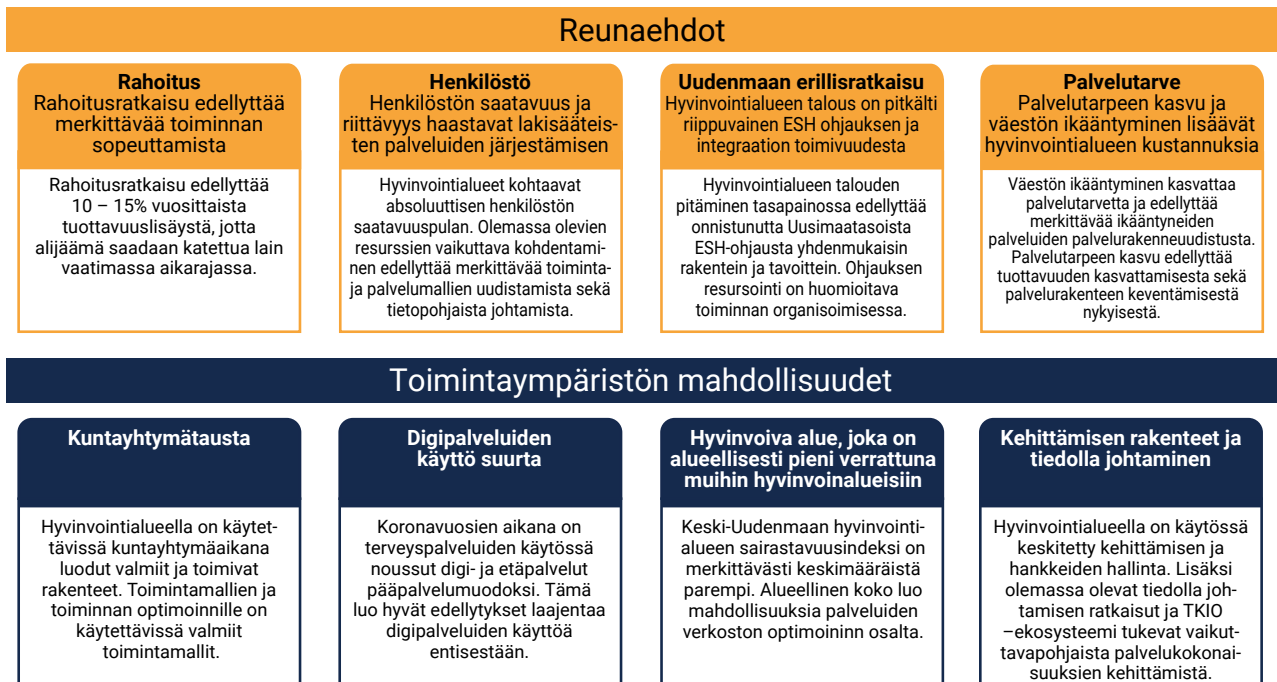 Reunaehdot
Rahoitus
Rahoitusratkaisu edellyttää
merkittävää toiminnan
sopeuttamista
Rahoitusratkaisu edellyttää
10 – 15% vuosittaista
tuottavuuslisäystä, jotta
alijäämä saadaan katettua lain
vaatimassa aikarajassa.
Henkilöstö
Henkilöstön saatavuus ja
riittävyys haastavat lakisääteis-
ten palveluiden järjestämisen
Hyvinvointialueet kohtaavat
absoluuttisen henkilöstön
saatavuuspulan. Olemassa olevien
resurssien vaikuttava kohdentami-
nen edellyttää merkittävää toiminta-
ja palvelumallien uudistamista sekä
tietopohjaista johtamista.
Uudenmaan erillisratkaisu
Hyvinvointialueen talous on pitkälti
riippuvainen ESH ohjauksen ja
integraation toimivuudesta
Hyvinvointialueen talouden
pitäminen tasapainossa edellyttää
onnistunutta Uusimaatasoista
ESH-ohjausta yhdenmukaisin
rakentein ja tavoittein. Ohjauksen
resursointi on huomioitava
toiminnan organisoimisessa.
Palvelutarve
Palvelutarpeen kasvu ja
väestön ikääntyminen lisäävät
hyvinvointialueen kustannuksia
Väestön ikääntyminen kasvattaa
palvelutarvetta ja edellyttää
merkittävää ikääntyneiden
palveluiden palvelurakenneuudistusta.
Palvelutarpeen kasvu edellyttää
tuottavuuden kasvattamisesta sekä
palvelurakenteen keventämisestä
nykyisestä.
Toimintaympäristön mahdollisuudet
Kuntayhtymätausta
Hyvinvointialueella on käytet-
tävissä kuntayhtymäaikana
luodut valmiit ja toimivat
rakenteet. Toimintamallien ja
toiminnan optimoinnille on
käytettävissä valmiit
toimintamallit.
Digipalveluiden
käyttö suurta
Koronavuosien aikana on
terveyspalveluiden käytössä
noussut digi- ja etäpalvelut
pääpalvelumuodoksi. Tämä
luo hyvät edellytykset laajentaa
digipalveluiden käyttöä
entisestään.
Hyvinvoiva alue, joka on
alueellisesti pieni verrattuna
muihin hyvinvoinalueisiin
Keski-Uudenmaan hyvinvointi-
alueen sairastavuusindeksi on
merkittävästi keskimääräistä
parempi. Alueellinen koko luo
mahdollisuuksia palveluiden
verkoston optimoininn osalta.
Kehittämisen rakenteet ja
tiedolla johtaminen
Hyvinvointialueella on käytössä
keskitetty kehittämisen ja
hankkeiden hallinta. Lisäksi
olemassa olevat tiedolla joh-
tamisen ratkaisut ja TKIO
–ekosysteemi tukevat vaikut-
tavapohjaista palvelukokonai-
suuksien kehittämistä.